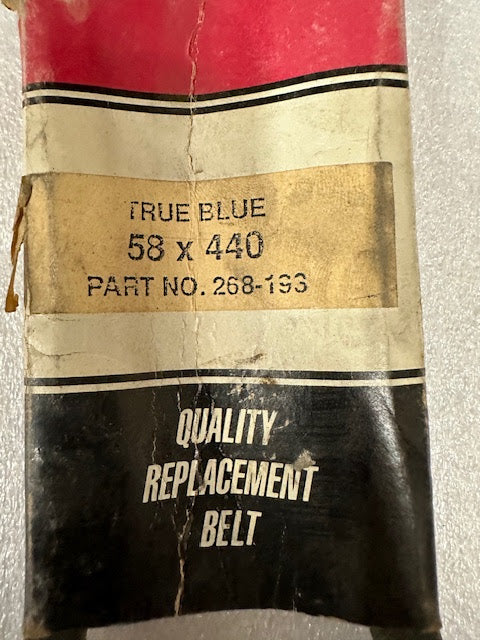 TRUE BLUE
58 x 440
PART NO. 268-193
QUALITY
REPLACEMENT
BELT